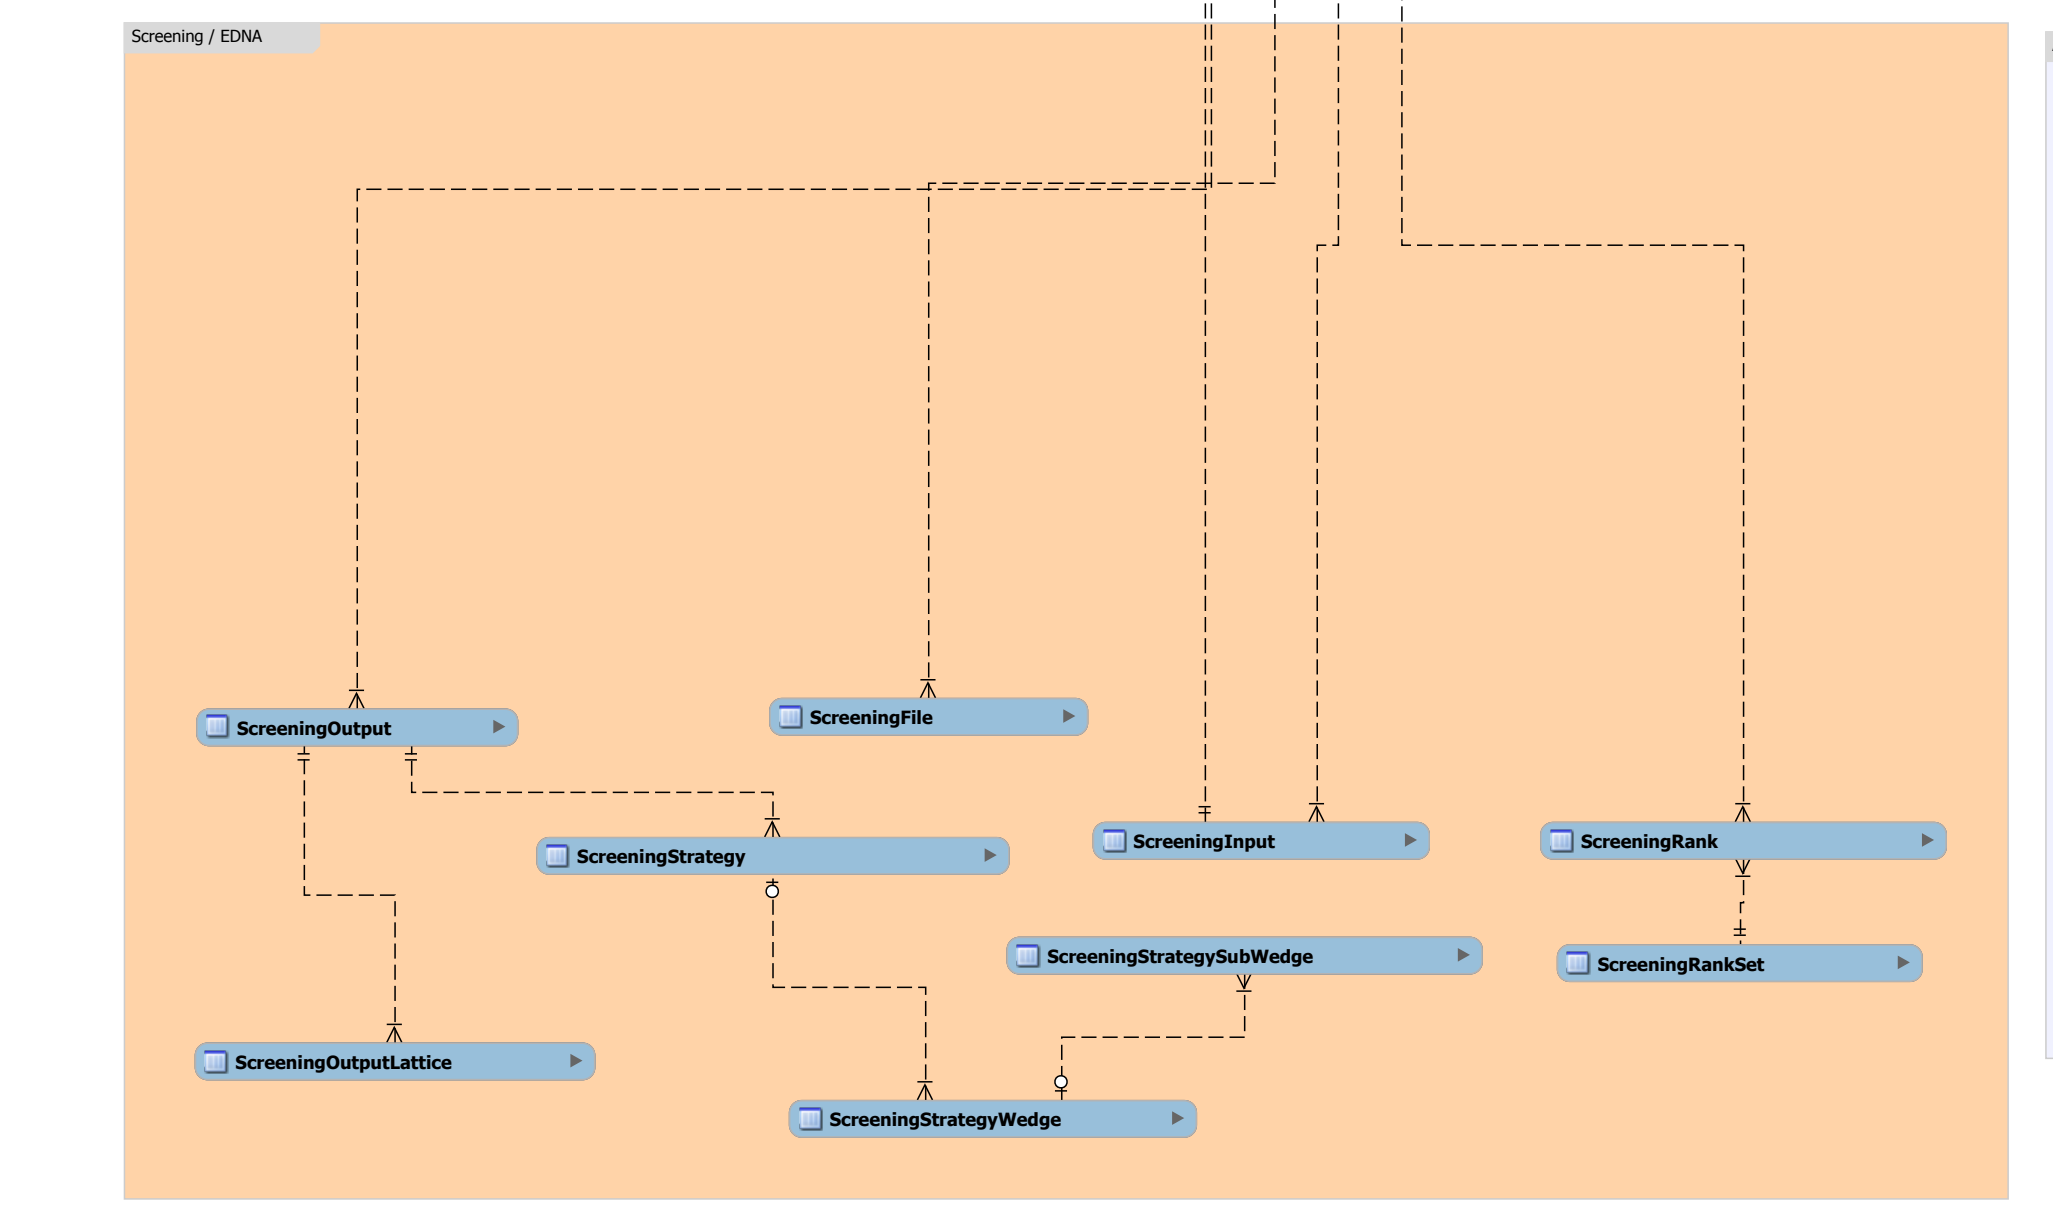 Screening / EDNA
ScreeningOutput
ScreeningFile
ScreeningStrategy
ScreeningInput
ScreeningRank
ScreeningStrategySubWedge
ScreeningRankSet
ScreeningOutputLattice
ScreeningStrategyWedge